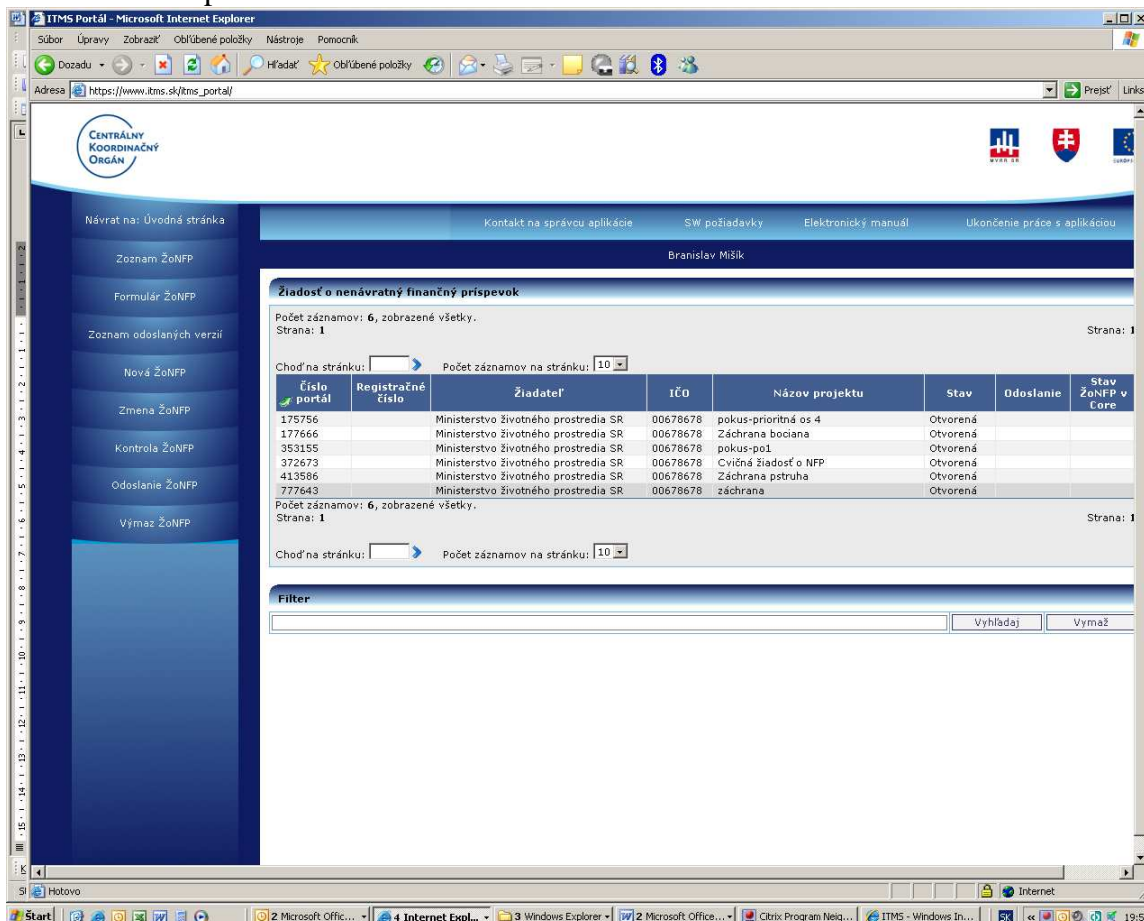 ITMS Portál - Microsoft Internet Explorer
Súbor Úpravy Zobraziť Obľúbené položky Nástroje Pomocník
Dozadu Hľadať Obľúbené položky
Adresa https://www.itms.sk/itms_portal/ Prejsť Links
CENTRÁLNY
KOORDINAČNÝ
ORGÁN
MVRR SR
Návrat na: Úvodná stránka
Kontakt na správcu aplikácie SW požiadavky Elektronický manuál Ukončenie práce s aplikáciou
Zoznam ŽoNFP
Formulár ŽoNFP
Zoznam odoslaných verzií
Nová ŽoNFP
Zmena ŽoNFP
Kontrola ŽoNFP
Odoslanie ŽoNFP
Výmaz ŽoNFP
Branislav Mišík
Žiadosť o nenávratný finančný príspevok
Počet záznamov: 6, zobrazené všetky.
Strana: 1 Strana: 1
Choď na stránku: Počet záznamov na stránku: 10
Číslo portál Registračné číslo Žiadateľ IČO Názov projektu Stav Odoslanie Stav ŽoNFP v Core
175756 Ministerstvo životného prostredia SR 00678678 pokus-prioritná os 4 Otvorená
177666 Ministerstvo životného prostredia SR 00678678 Záchrana bociana Otvorená
353155 Ministerstvo životného prostredia SR 00678678 pokus-po1 Otvorená
372673 Ministerstvo životného prostredia SR 00678678 Cvičná žiadosť o NFP Otvorená
413586 Ministerstvo životného prostredia SR 00678678 Záchrana pstruha Otvorená
777643 Ministerstvo životného prostredia SR 00678678 záchrana Otvorená
Počet záznamov: 6, zobrazené všetky.
Strana: 1 Strana: 1
Choď na stránku: Počet záznamov na stránku: 10
Filter
Vyhľadaj Vymaž
Hotovo Internet
Štart 2 Microsoft Offic... 4 Internet Expl... 3 Windows Explorer 2 Microsoft Office... Citrix Program Neig... ITMS - Windows In... SK